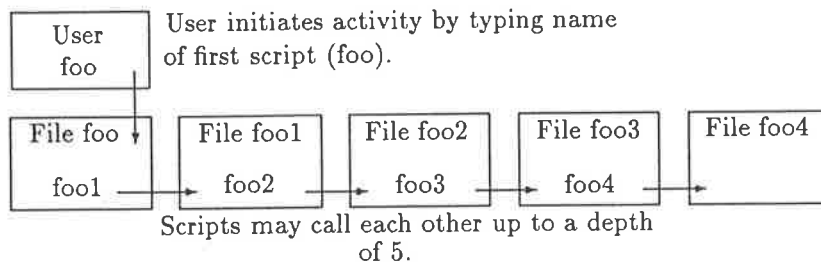 User
foo
User initiates activity by typing name
of first script (foo).
File foo
foo1
File foo1
foo2
File foo2
foo3
File foo3
foo4
File foo4
Scripts may call each other up to a depth
of 5.